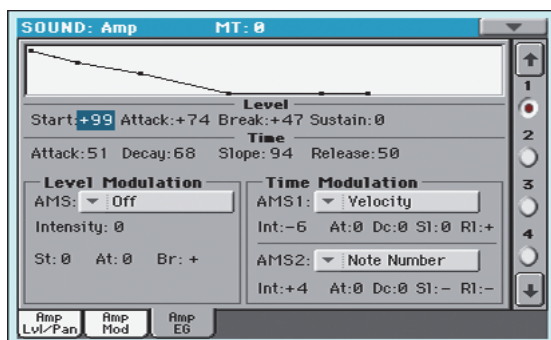 SOUND: Amp MT: 0
Level
Start:+99 Attack:+74 Break:+47 Sustain:0
Time
Attack:51 Decay:68 Slope:94 Release:50
Level Modulation
AMS: Off
Intensity: 0
St:0 At:0 Br:+
Time Modulation
AMS1: Velocity
Int:-6 At:0 Dc:0 Sl:0 Rl:+
AMS2: Note Number
Int:+4 At:0 Dc:0 Sl:- Rl:-
1
2
3
4
Amp Lvl/Pan
Amp Mod
Amp EG